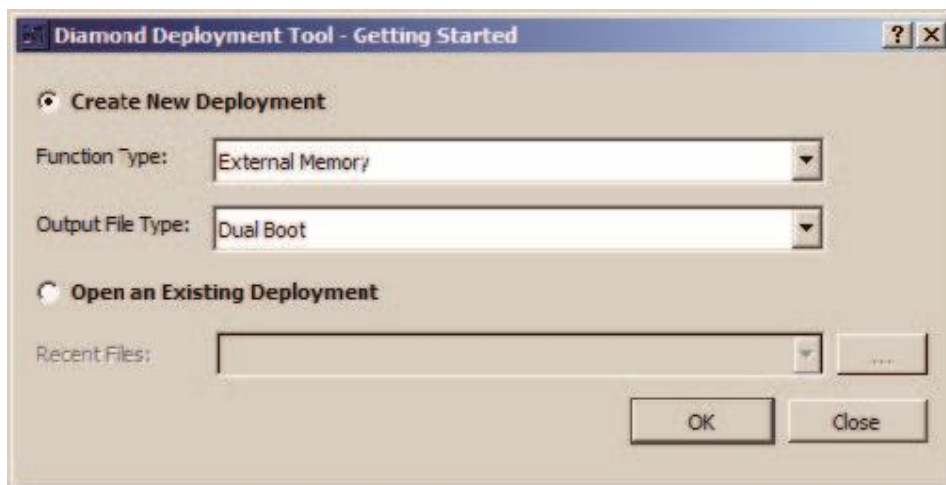 Diamond Deployment Tool - Getting Started
Create New Deployment
Function Type: External Memory
Output File Type: Dual Boot
Open an Existing Deployment
Recent Files: ...
OK Close